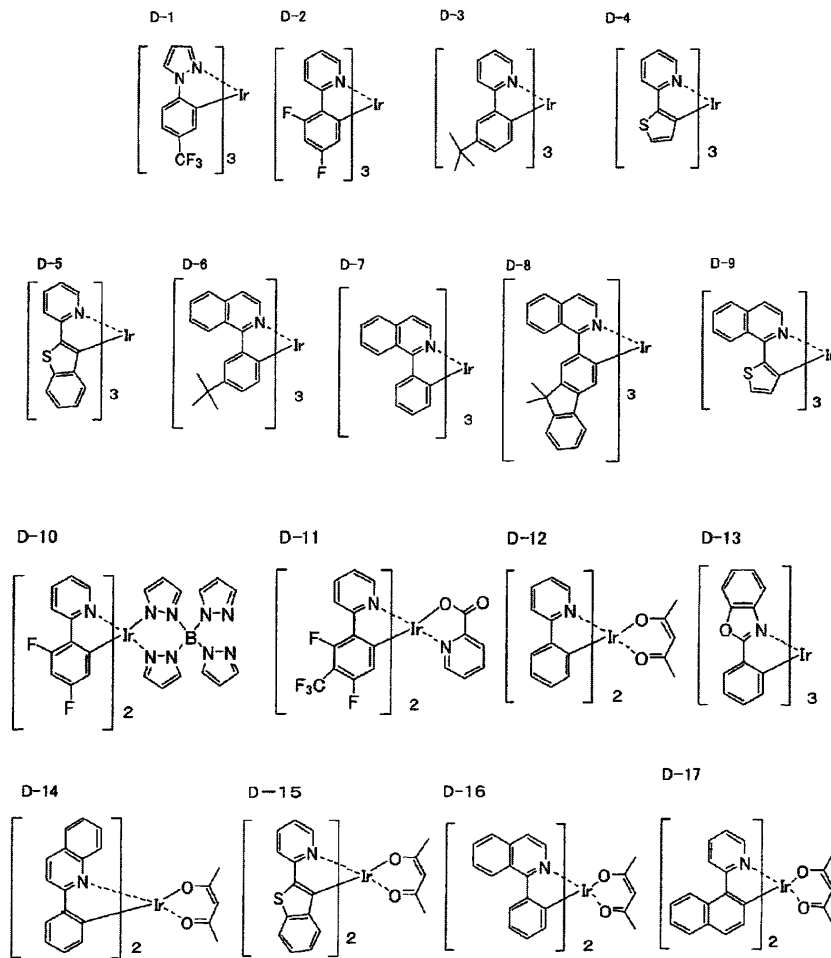 D-1 D-2 D-3 D-4
N N Ir CF3 3
N Ir F F 3
N Ir 3
N Ir S 3
D-5 D-6 D-7 D-8 D-9
N Ir S 3
N Ir 3
N Ir 3
N Ir 3
N Ir S 3
D-10 D-11 D-12 D-13
N Ir F F 2 N N N N B N N N N
N Ir F F3C F 2 O O N
N Ir 2 O O
O N Ir 3
D-14 D-15 D-16 D-17
N Ir 2 O O
N Ir S 2 O O
N Ir 2 O O
N Ir 2 O O